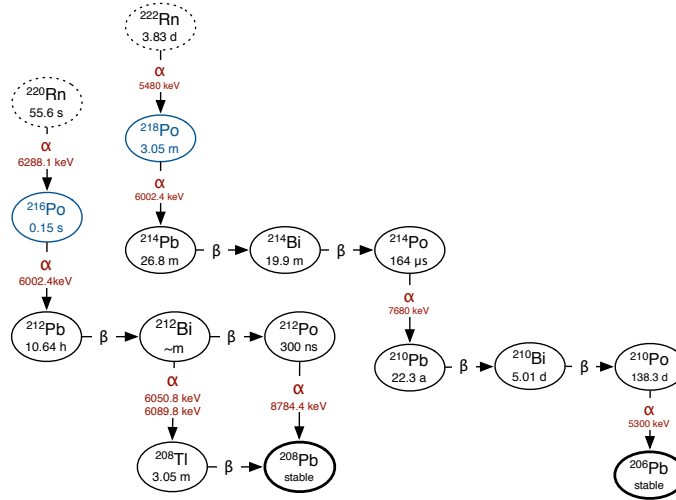 ²²²Rn
3.83 d
α
5480 keV
²²⁰Rn
55.6 s
α
6288.1 keV
²¹⁸Po
3.05 m
α
6002.4 keV
²¹⁶Po
0.15 s
α
6002.4keV
²¹⁴Pb
26.8 m
β
²¹⁴Bi
19.9 m
β
²¹⁴Po
164 µs
α
7680 keV
²¹²Pb
10.64 h
β
²¹²Bi
~m
β
²¹²Po
300 ns
α
6050.8 keV
6089.8 keV
α
8784.4 keV
²¹⁰Pb
22.3 a
β
²¹⁰Bi
5.01 d
β
²¹⁰Po
138.3 d
α
5300 keV
²⁰⁸Tl
3.05 m
β
²⁰⁸Pb
stable
²⁰⁶Pb
stable